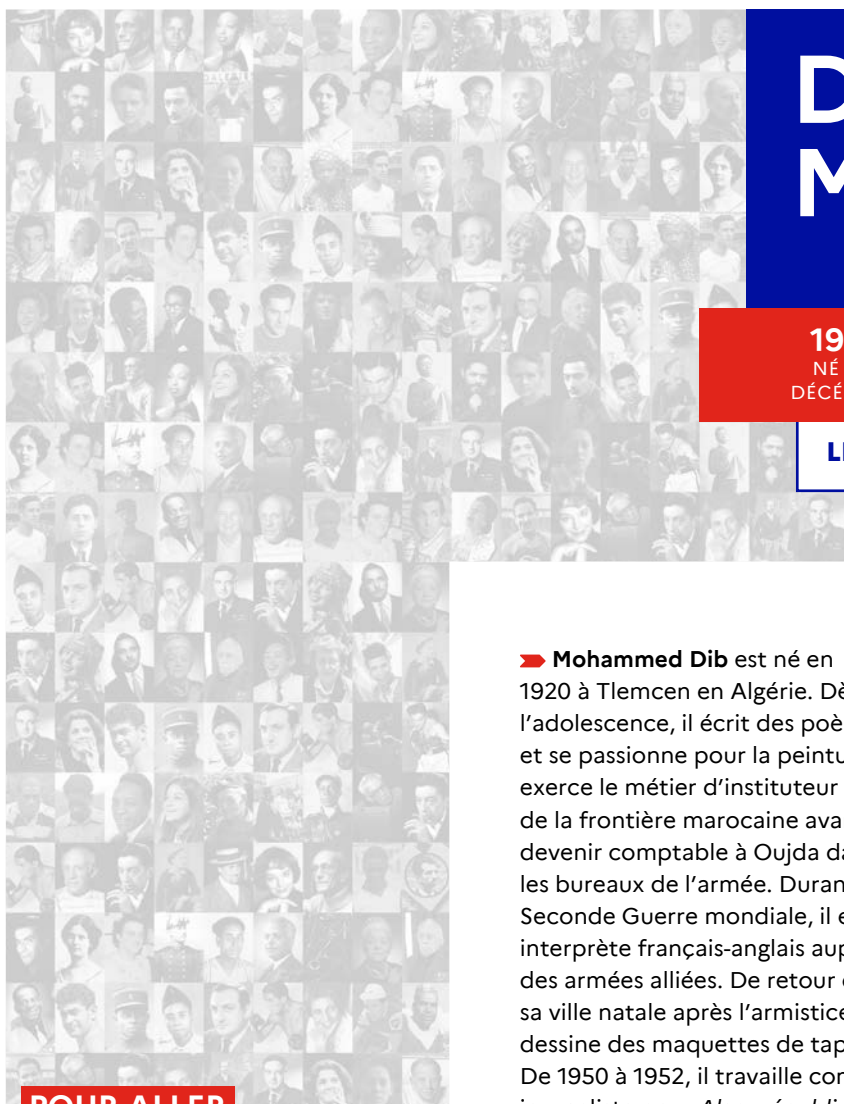 D
M
19
NÉ
DÉCÉ
Mohammed Dib est né en
1920 à Tlemcen en Algérie. Dè
l’adolescence, il écrit des poè
et se passionne pour la peintu
exerce le métier d’instituteur
de la frontière marocaine ava
devenir comptable à Oujda da
les bureaux de l’armée. Duran
Seconde Guerre mondiale, il e
interprète français-anglais aup
des armées alliées. De retour
sa ville natale après l’armistice
dessine des maquettes de tap
De 1950 à 1952, il travaille co
POUR ALLER